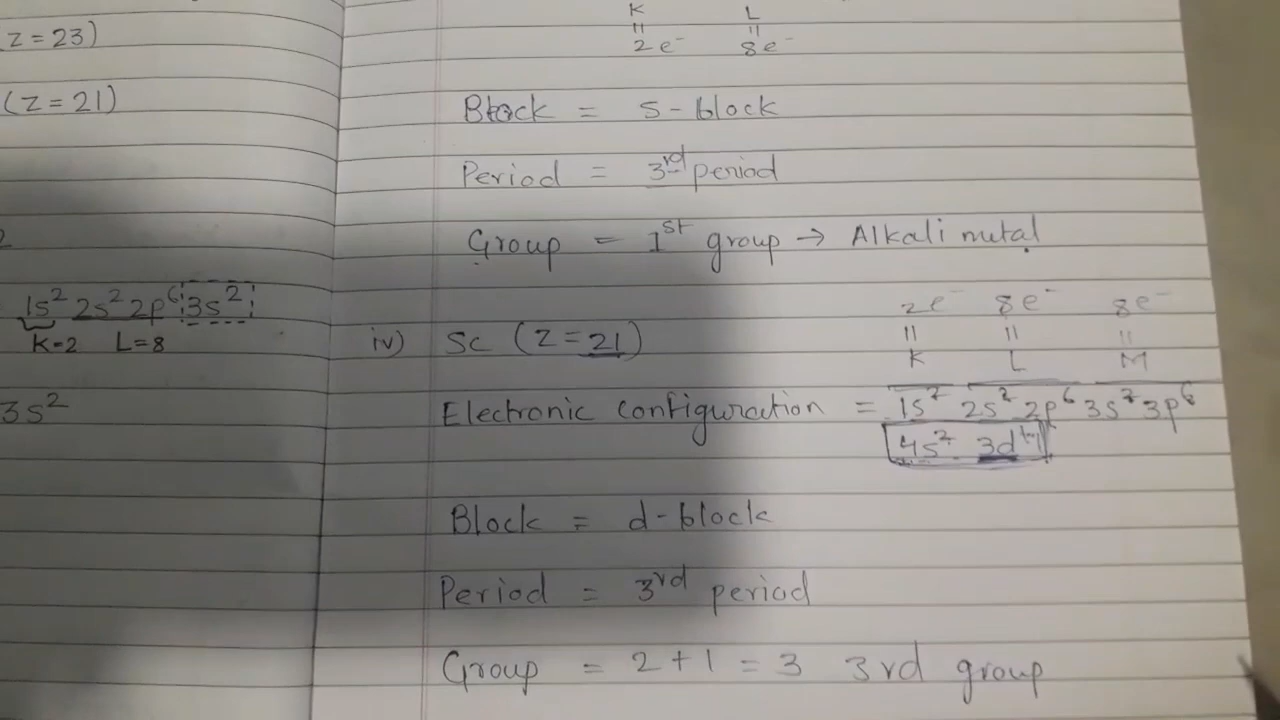 (z=23)
(z=21)
2
1s² 2s² 2p⁶ 3s²
K=2 L=8
3s²
K L
" "
2e⁻ 8e⁻
Block = s-block
Period = 3rd period
Group = 1st group → Alkali metal
2e⁻ 8e⁻ 8e⁻
" " "
K L M
iv) Sc (z=21)
Electronic configuration = 1s² 2s² 2p⁶ 3s² 3p⁶
4s² 3d¹
Block = d-block
Period = 3rd period
Group = 2+1 = 3 3rd group